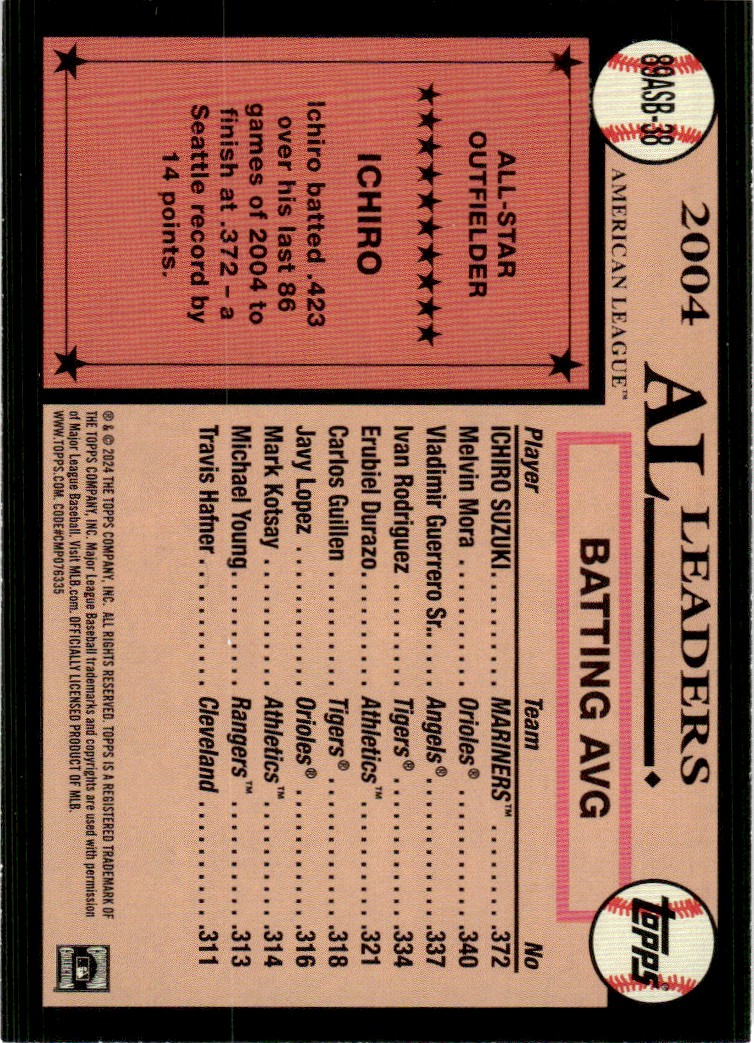 89ASB-38
2004 AL LEADERS
AMERICAN LEAGUE™
topps®
ALL-STAR
OUTFIELDER
★★★★★★★★★★
ICHIRO
Ichiro batted .423
over his last 86
games of 2004 to
finish at .372 – a
Seattle record by
14 points.
BATTING AVG
Player Team No
ICHIRO SUZUKI.......... MARINERS™ ........ .372
Melvin Mora ............ Orioles® ........... .340
Vladimir Guerrero Sr.. .... Angels® ............ .337
Ivan Rodriguez ......... Tigers® ............ .334
Erubiel Durazo.......... Athletics™ .......... .321
Carlos Guillen .......... Tigers® ............ .318
Javy Lopez ............ Orioles® ........... .316
Mark Kotsay ........... Athletics™ .......... .314
Michael Young.......... Rangers™ .......... .313
Travis Hafner ........... Cleveland .......... .311
® & © 2024 THE TOPPS COMPANY, INC. ALL RIGHTS RESERVED. TOPPS IS A REGISTERED TRADEMARK OF
THE TOPPS COMPANY, INC. Major League Baseball trademarks and copyrights are used with permission
of Major League Baseball. Visit MLB.com. OFFICIALLY LICENSED PRODUCT OF MLB.
WWW.TOPPS.COM. CODE#CMP076335